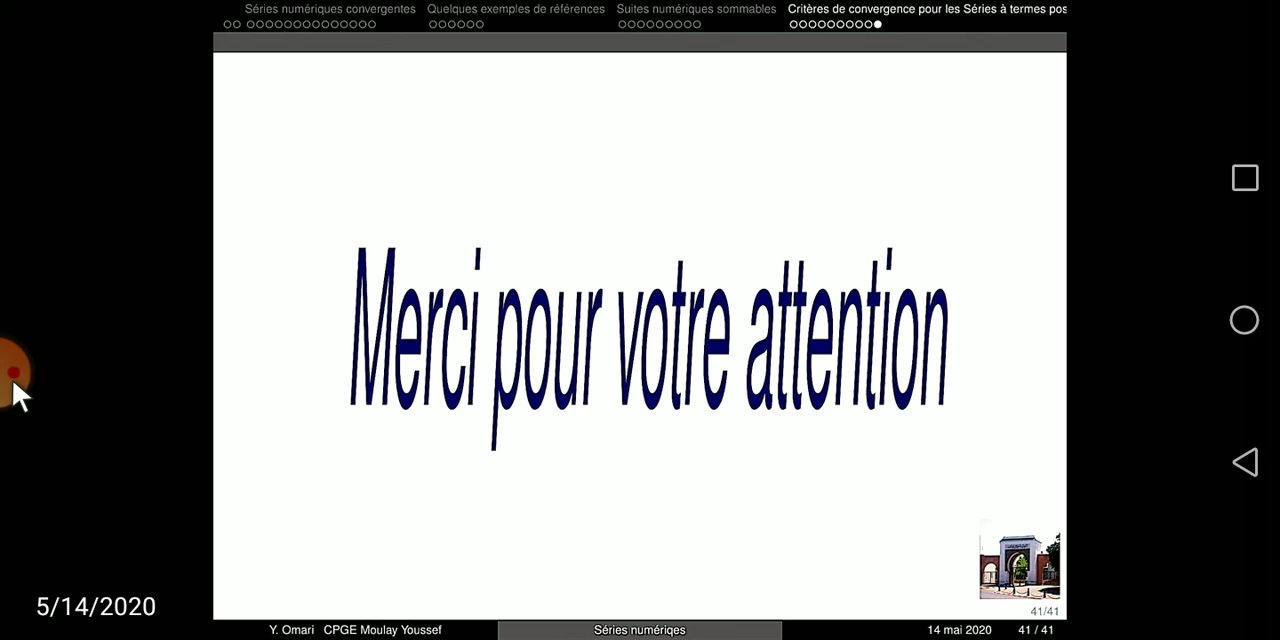 Séries numériques convergentes Quelques exemples de références Suites numériques sommables Critères de convergence pour les Séries à termes pos
Merci pour votre attention
41/41
5/14/2020
Y. Omari CPGE Moulay Youssef Séries numériqes 14 mai 2020 41 / 41